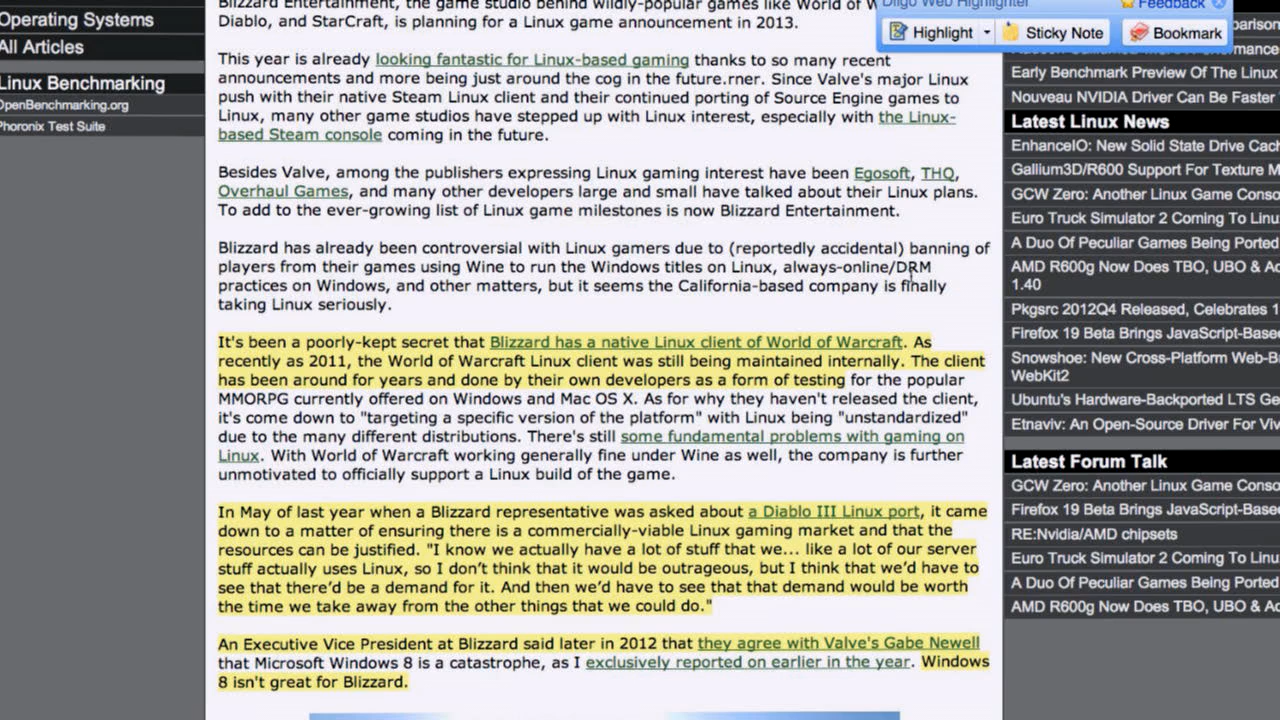 Operating Systems
All Articles
Linux Benchmarking
OpenBenchmarking.org
Phoronix Test Suite
Blizzard Entertainment, the game studio behind wildly-popular games like World of W
Diablo, and StarCraft, is planning for a Linux game announcement in 2013.
This year is already looking fantastic for Linux-based gaming thanks to so many recent
announcements and more being just around the cog in the future.rner. Since Valve's major Linux
push with their native Steam Linux client and their continued porting of Source Engine games to
Linux, many other game studios have stepped up with Linux interest, especially with the Linux-
based Steam console coming in the future.
Besides Valve, among the publishers expressing Linux gaming interest have been Egosoft, THQ,
Overhaul Games, and many other developers large and small have talked about their Linux plans.
To add to the ever-growing list of Linux game milestones is now Blizzard Entertainment.
Blizzard has already been controversial with Linux gamers due to (reportedly accidental) banning of
players from their games using Wine to run the Windows titles on Linux, always-online/DRM
practices on Windows, and other matters, but it seems the California-based company is finally
taking Linux seriously.
It's been a poorly-kept secret that Blizzard has a native Linux client of World of Warcraft. As
recently as 2011, the World of Warcraft Linux client was still being maintained internally. The client
has been around for years and done by their own developers as a form of testing for the popular
MMORPG currently offered on Windows and Mac OS X. As for why they haven't released the client,
it's come down to "targeting a specific version of the platform" with Linux being "unstandardized"
due to the many different distributions. There's still some fundamental problems with gaming on
Linux. With World of Warcraft working generally fine under Wine as well, the company is further
unmotivated to officially support a Linux build of the game.
In May of last year when a Blizzard representative was asked about a Diablo III Linux port, it came
down to a matter of ensuring there is a commercially-viable Linux gaming market and that the
resources can be justified. "I know we actually have a lot of stuff that we... like a lot of our server
stuff actually uses Linux, so I don’t think that it would be outrageous, but I think that we’d have to
see that there’d be a demand for it. And then we’d have to see that that demand would be worth
the time we take away from the other things that we could do."
An Executive Vice President at Blizzard said later in 2012 that they agree with Valve's Gabe Newell
that Microsoft Windows 8 is a catastrophe, as I exclusively reported on earlier in the year. Windows
8 isn't great for Blizzard.
Diigo Web Highlighter
Feedback
Highlight
Sticky Note
Bookmark
Early Benchmark Preview Of The Linux
Nouveau NVIDIA Driver Can Be Faster
Latest Linux News
EnhanceIO: New Solid State Drive Cac
Gallium3D/R600 Support For Texture M
GCW Zero: Another Linux Game Conso
Euro Truck Simulator 2 Coming To Linu
A Duo Of Peculiar Games Being Ported
AMD R600g Now Does TBO, UBO & A
1.40
Pkgsrc 2012Q4 Released, Celebrates 1
Firefox 19 Beta Brings JavaScript-Base
Snowshoe: New Cross-Platform Web-B
WebKit2
Ubuntu's Hardware-Backported LTS Ge
Etnaviv: An Open-Source Driver For Viv
Latest Forum Talk
GCW Zero: Another Linux Game Conso
Firefox 19 Beta Brings JavaScript-Base
RE:Nvidia/AMD chipsets
Euro Truck Simulator 2 Coming To Linu
A Duo Of Peculiar Games Being Ported
AMD R600g Now Does TBO, UBO & A